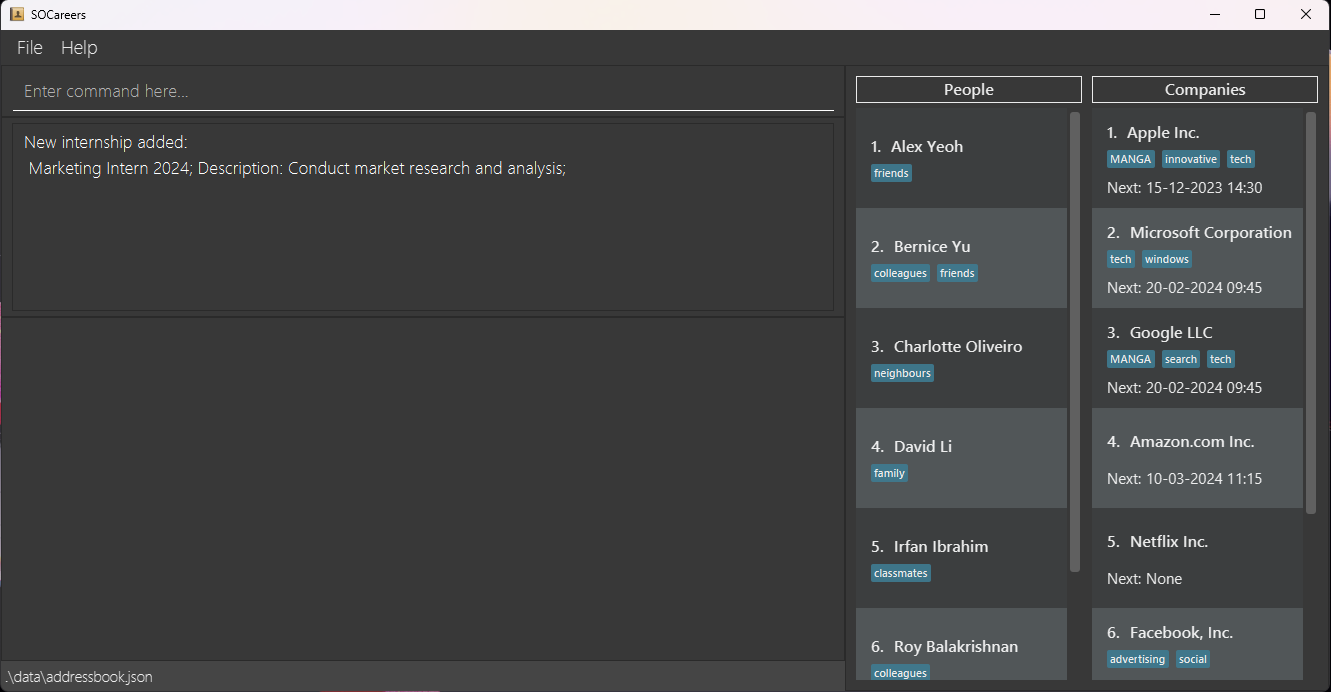 SOCareers
File Help
Enter command here...
New internship added:
Marketing Intern 2024; Description: Conduct market research and analysis;
.\data\addressbook.json
People
1. Alex Yeoh
friends
2. Bernice Yu
colleagues friends
3. Charlotte Oliveiro
neighbours
4. David Li
family
5. Irfan Ibrahim
classmates
6. Roy Balakrishnan
colleagues
Companies
1. Apple Inc.
MANGA innovative tech
Next: 15-12-2023 14:30
2. Microsoft Corporation
tech windows
Next: 20-02-2024 09:45
3. Google LLC
MANGA search tech
Next: 20-02-2024 09:45
4. Amazon.com Inc.
Next: 10-03-2024 11:15
5. Netflix Inc.
Next: None
6. Facebook, Inc.
advertising social